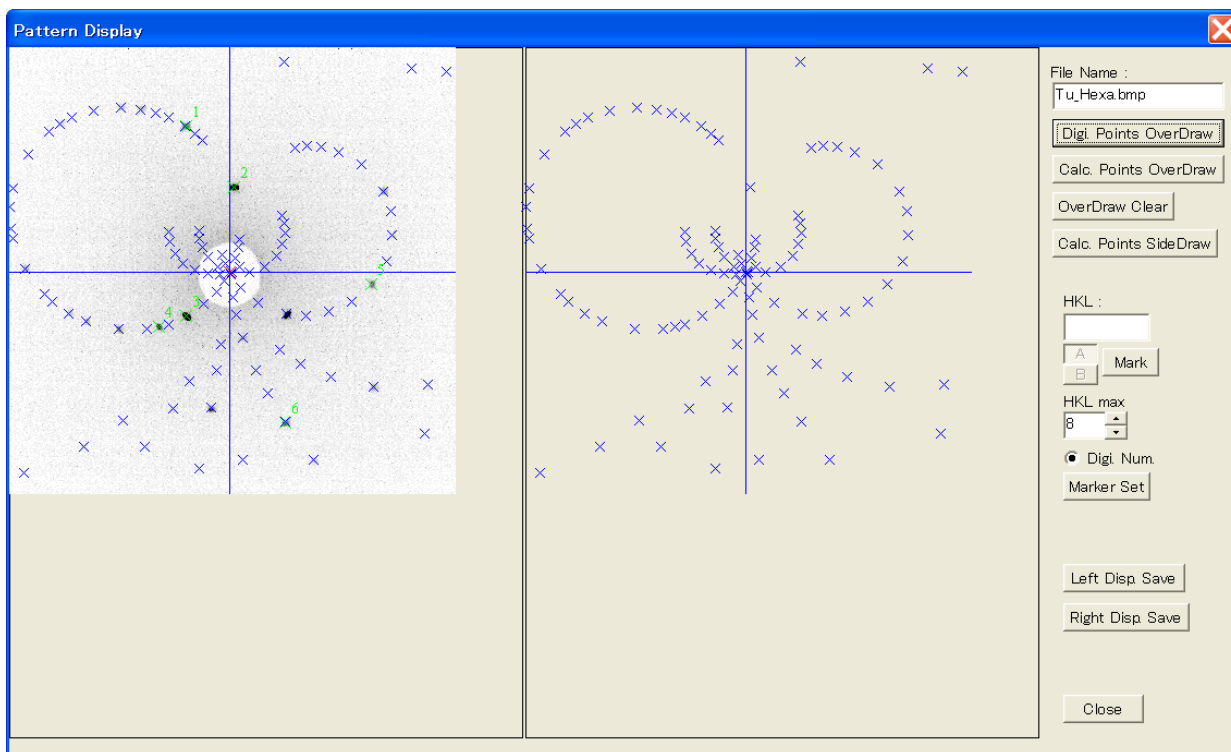 Pattern Display
File Name :
Tu_Hexa.bmp
Digi. Points OverDraw
Calc. Points OverDraw
OverDraw Clear
Calc. Points SideDraw
HKL :
A
B
Mark
HKL max
8
Digi. Num.
Marker Set
Left Disp. Save
Right Disp. Save
Close
1
2
5
3
4
6